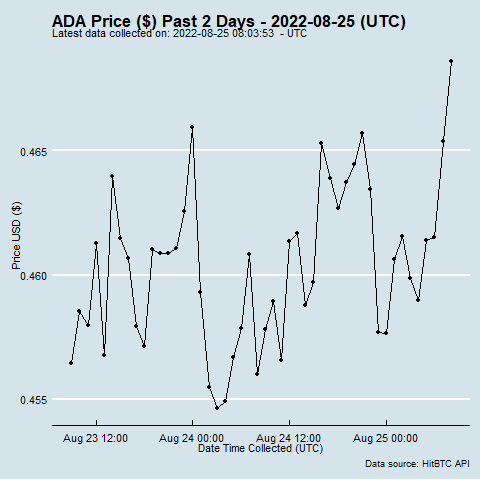 ADA Price ($) Past 2 Days - 2022-08-25 (UTC)
Latest data collected on: 2022-08-25 08:03:53  - UTC
Price USD ($)
0.465
0.460
0.455
Aug 23 12:00
Aug 24 00:00
Aug 24 12:00
Aug 25 00:00
Date Time Collected (UTC)
Data source: HitBTC API